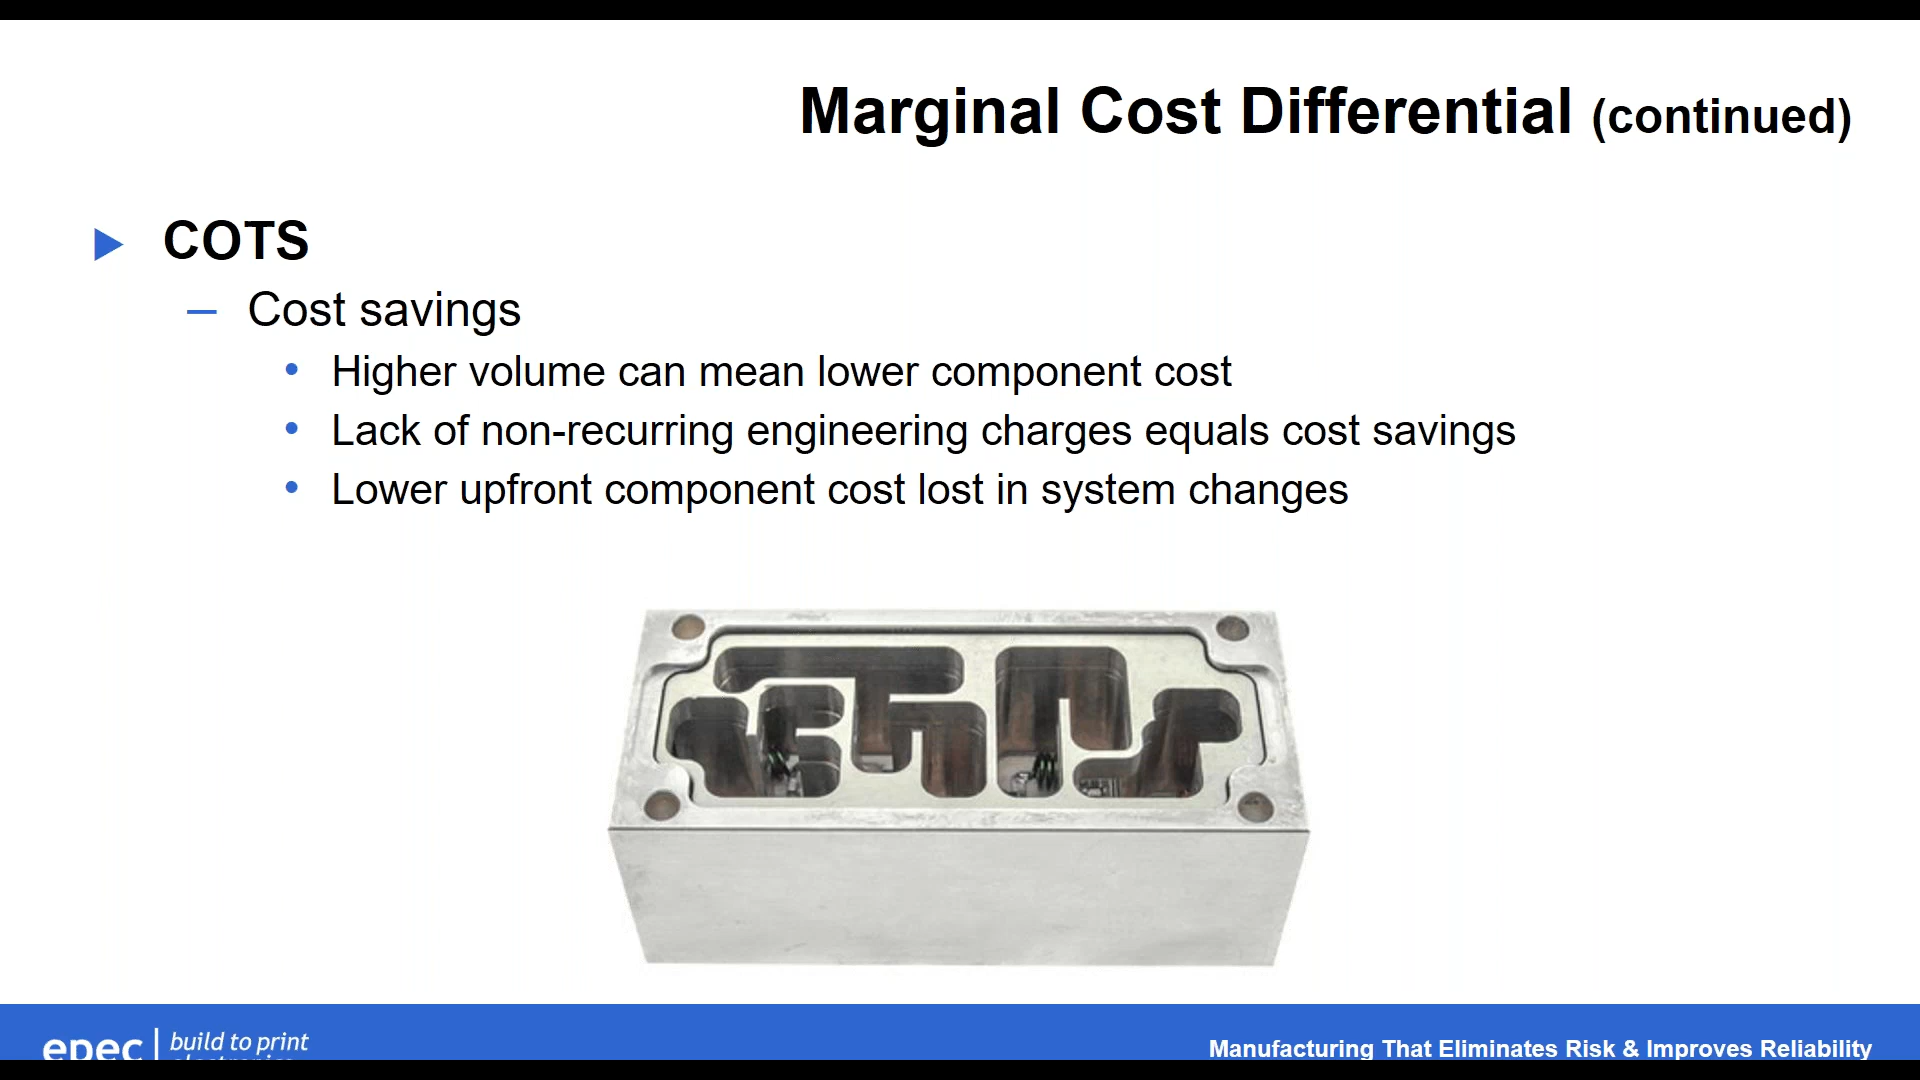 Marginal Cost Differential (continued)
COTS
Cost savings
Higher volume can mean lower component cost
Lack of non-recurring engineering charges equals cost savings
Lower upfront component cost lost in system changes
epec build to print
Manufacturing That Eliminates Risk & Improves Reliability